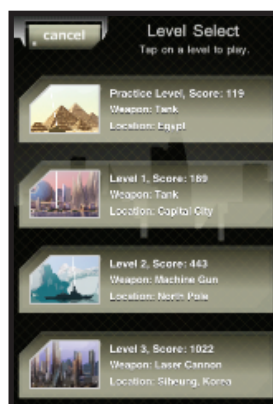 cancel
Level Select
Tap on a level to play.
Practice Level, Score: 119
Weapon: Tank
Location: Egypt
Level 1, Score: 189
Weapon: Tank
Location: Capital City
Level 2, Score: 443
Weapon: Machine Gun
Location: North Pole
Level 3, Score: 1022
Weapon: Laser Cannon
Location: Siheung, Korea